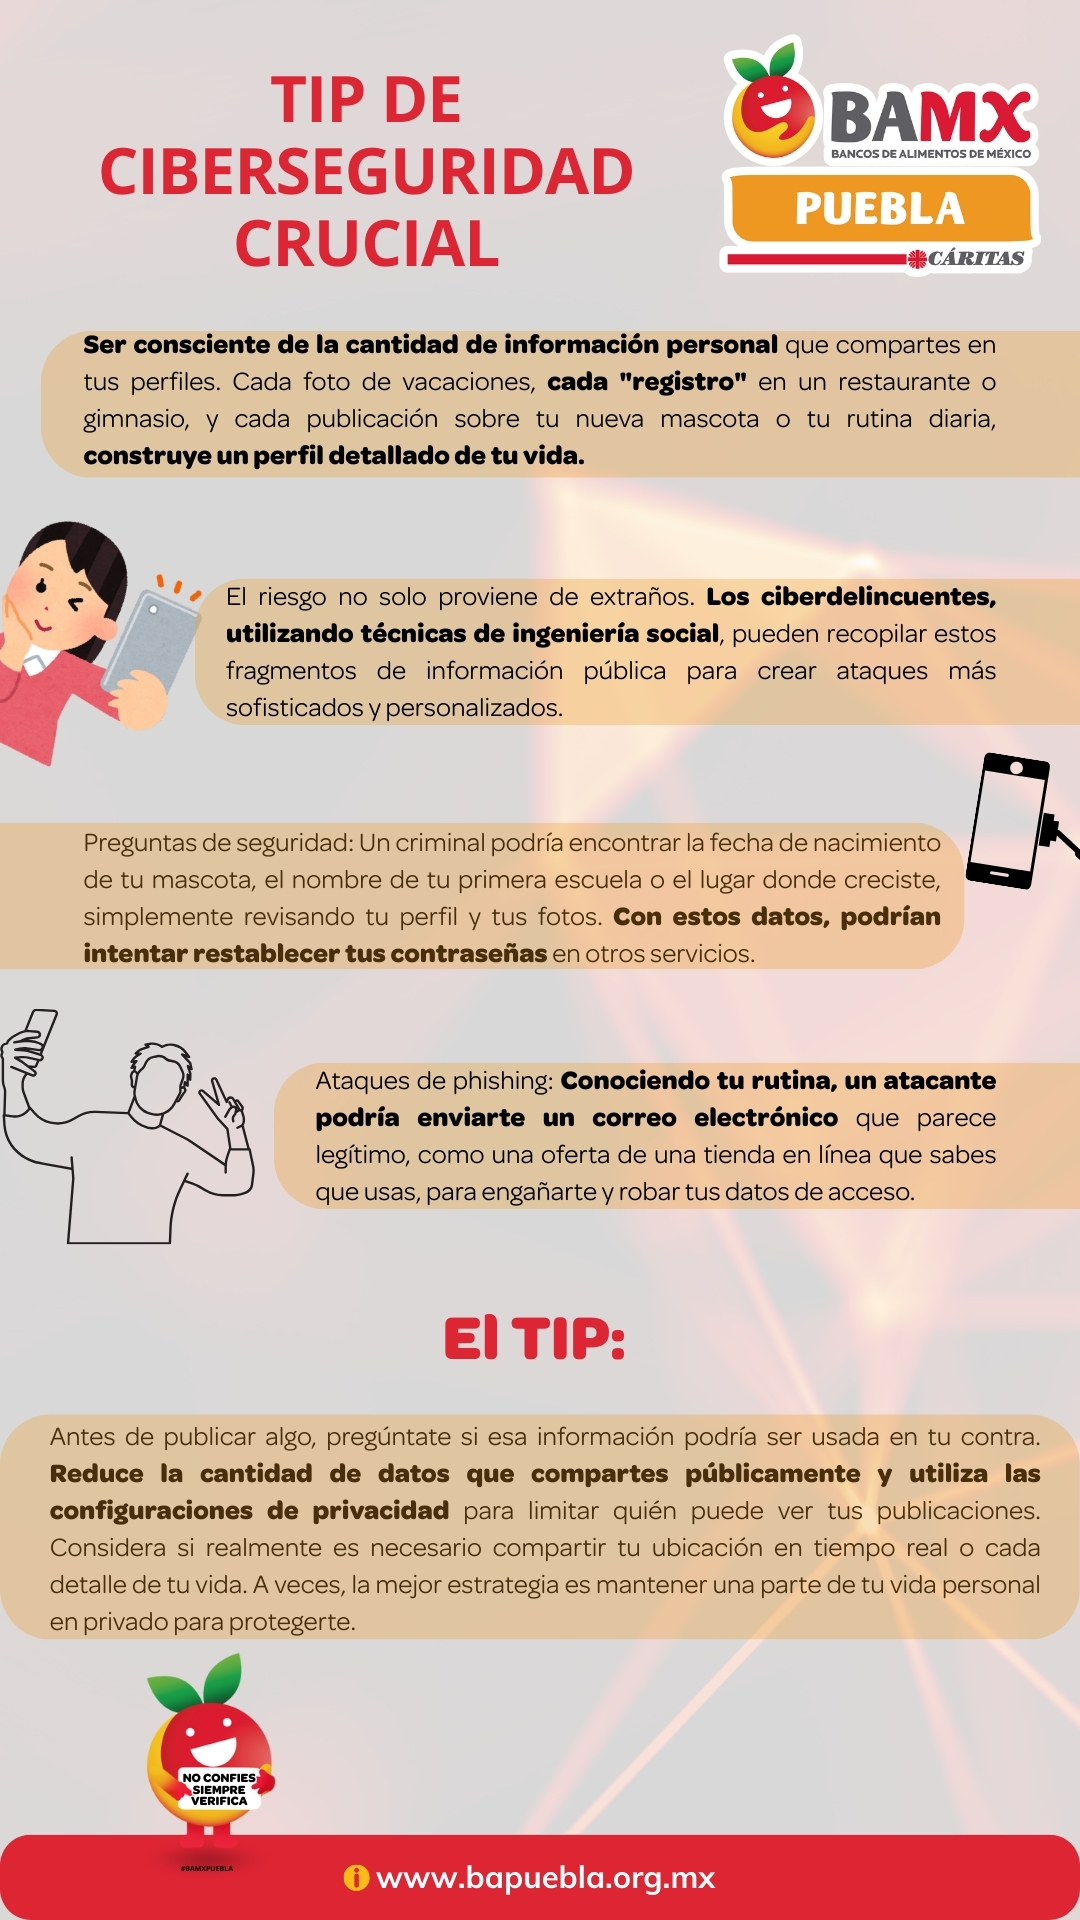 TIP DE
CIBERSEGURIDAD
CRUCIAL
BAMX
BANCOS DE ALIMENTOS DE MÉXICO
PUEBLA
CÁRITAS
Ser consciente de la cantidad de información personal que compartes en
tus perfiles. Cada foto de vacaciones, cada "registro" en un restaurante o
gimnasio, y cada publicación sobre tu nueva mascota o tu rutina diaria,
construye un perfil detallado de tu vida.
El riesgo no solo proviene de extraños. Los ciberdelincuentes,
utilizando técnicas de ingeniería social, pueden recopilar estos
fragmentos de información pública para crear ataques más
sofisticados y personalizados.
Preguntas de seguridad: Un criminal podría encontrar la fecha de nacimiento
de tu mascota, el nombre de tu primera escuela o el lugar donde creciste,
simplemente revisando tu perfil y tus fotos. Con estos datos, podrían
intentar restablecer tus contraseñas en otros servicios.
Ataques de phishing: Conociendo tu rutina, un atacante
podría enviarte un correo electrónico que parece
legítimo, como una oferta de una tienda en línea que sabes
que usas, para engañarte y robar tus datos de acceso.
El TIP:
Antes de publicar algo, pregúntate si esa información podría ser usada en tu contra.
Reduce la cantidad de datos que compartes públicamente y utiliza las
configuraciones de privacidad para limitar quién puede ver tus publicaciones.
Considera si realmente es necesario compartir tu ubicación en tiempo real o cada
detalle de tu vida. A veces, la mejor estrategia es mantener una parte de tu vida personal
en privado para protegerte.
NO CONFIES
SIEMPRE
VERIFICA
#BAMXPUEBLA
www.bapuebla.org.mx